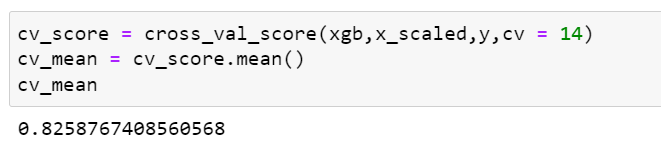 cv_score = cross_val_score(xgb,x_scaled,y,cv = 14)
cv_mean = cv_score.mean()
cv_mean
0.8258767408560568